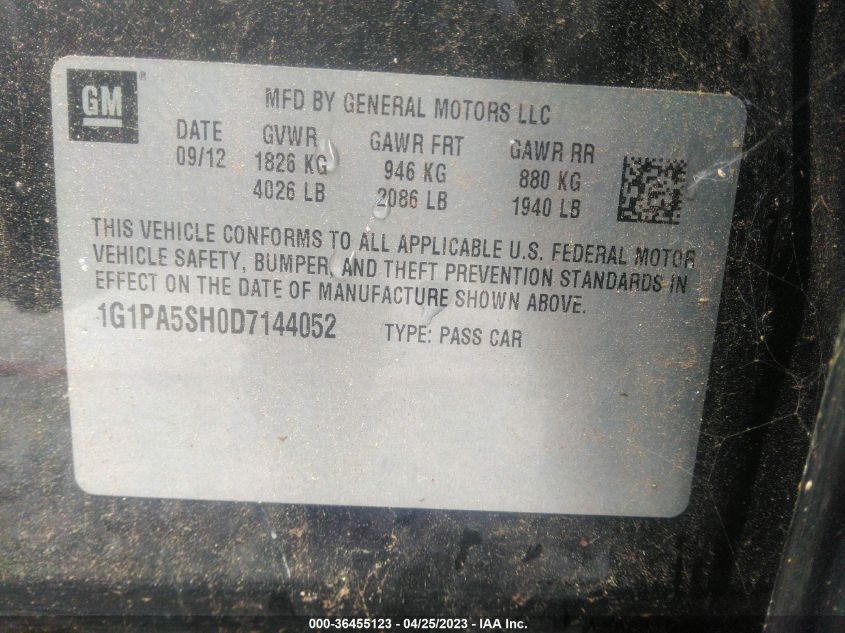 GM ®
MFD BY GENERAL MOTORS LLC
DATE GVWR GAWR FRT GAWR RR
09/12 1826 KG 946 KG 880 KG
4026 LB 2086 LB 1940 LB
THIS VEHICLE CONFORMS TO ALL APPLICABLE U.S. FEDERAL MOTOR
VEHICLE SAFETY, BUMPER, AND THEFT PREVENTION STANDARDS IN
EFFECT ON THE DATE OF MANUFACTURE SHOWN ABOVE.
1G1PA5SH0D7144052 TYPE: PASS CAR
000-36455123 - 04/25/2023 - IAA Inc.